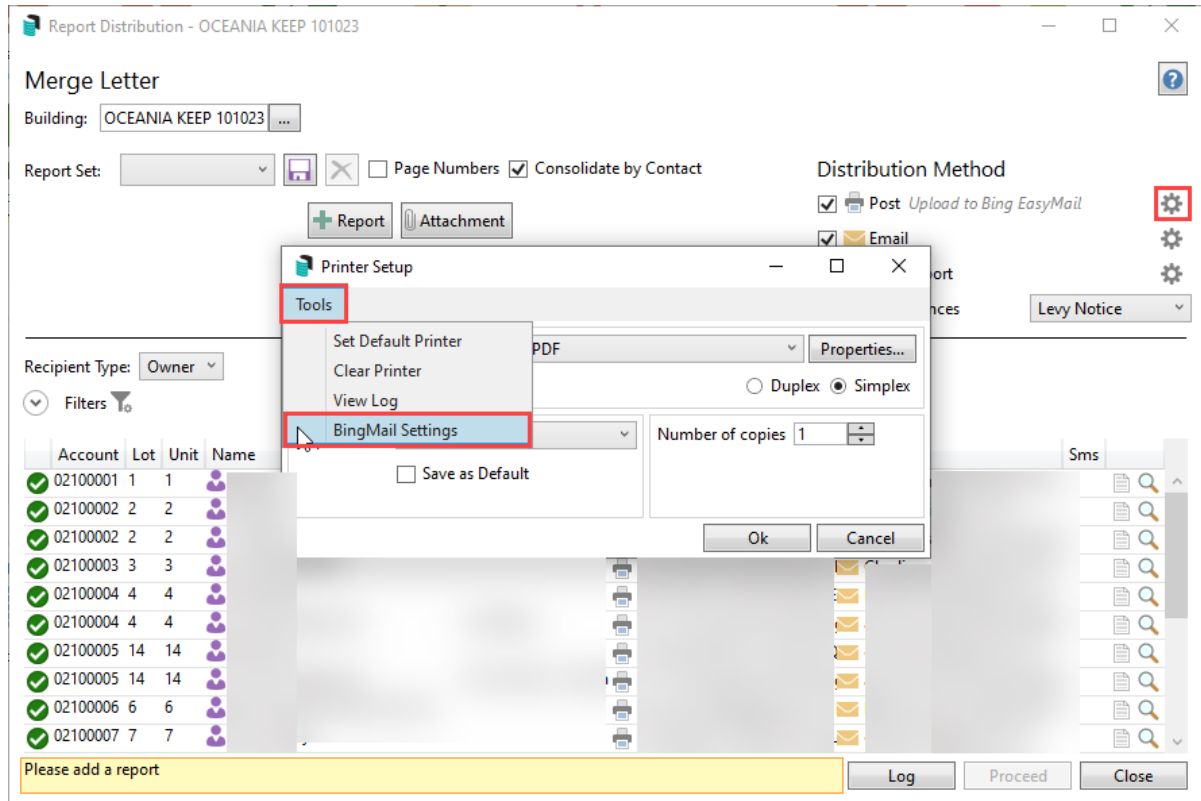 Report Distribution - OCEANIA KEEP 101023
Merge Letter
Building: OCEANIA KEEP 101023 ...
Report Set: Page Numbers Consolidate by Contact
Report Attachment
Distribution Method
Post Upload to Bing EasyMail
Email
Levy Notice
Printer Setup
Tools
Set Default Printer
Clear Printer
View Log
BingMail Settings
PDF Properties...
Duplex Simplex
Number of copies 1
Save as Default
Ok Cancel
Recipient Type: Owner
Filters
Account Lot Unit Name Sms
02100001 1 1
02100002 2 2
02100002 2 2
02100003 3 3
02100004 4 4
02100004 4 4
02100005 14 14
02100005 14 14
02100006 6 6
02100007 7 7
Please add a report Log Proceed Close